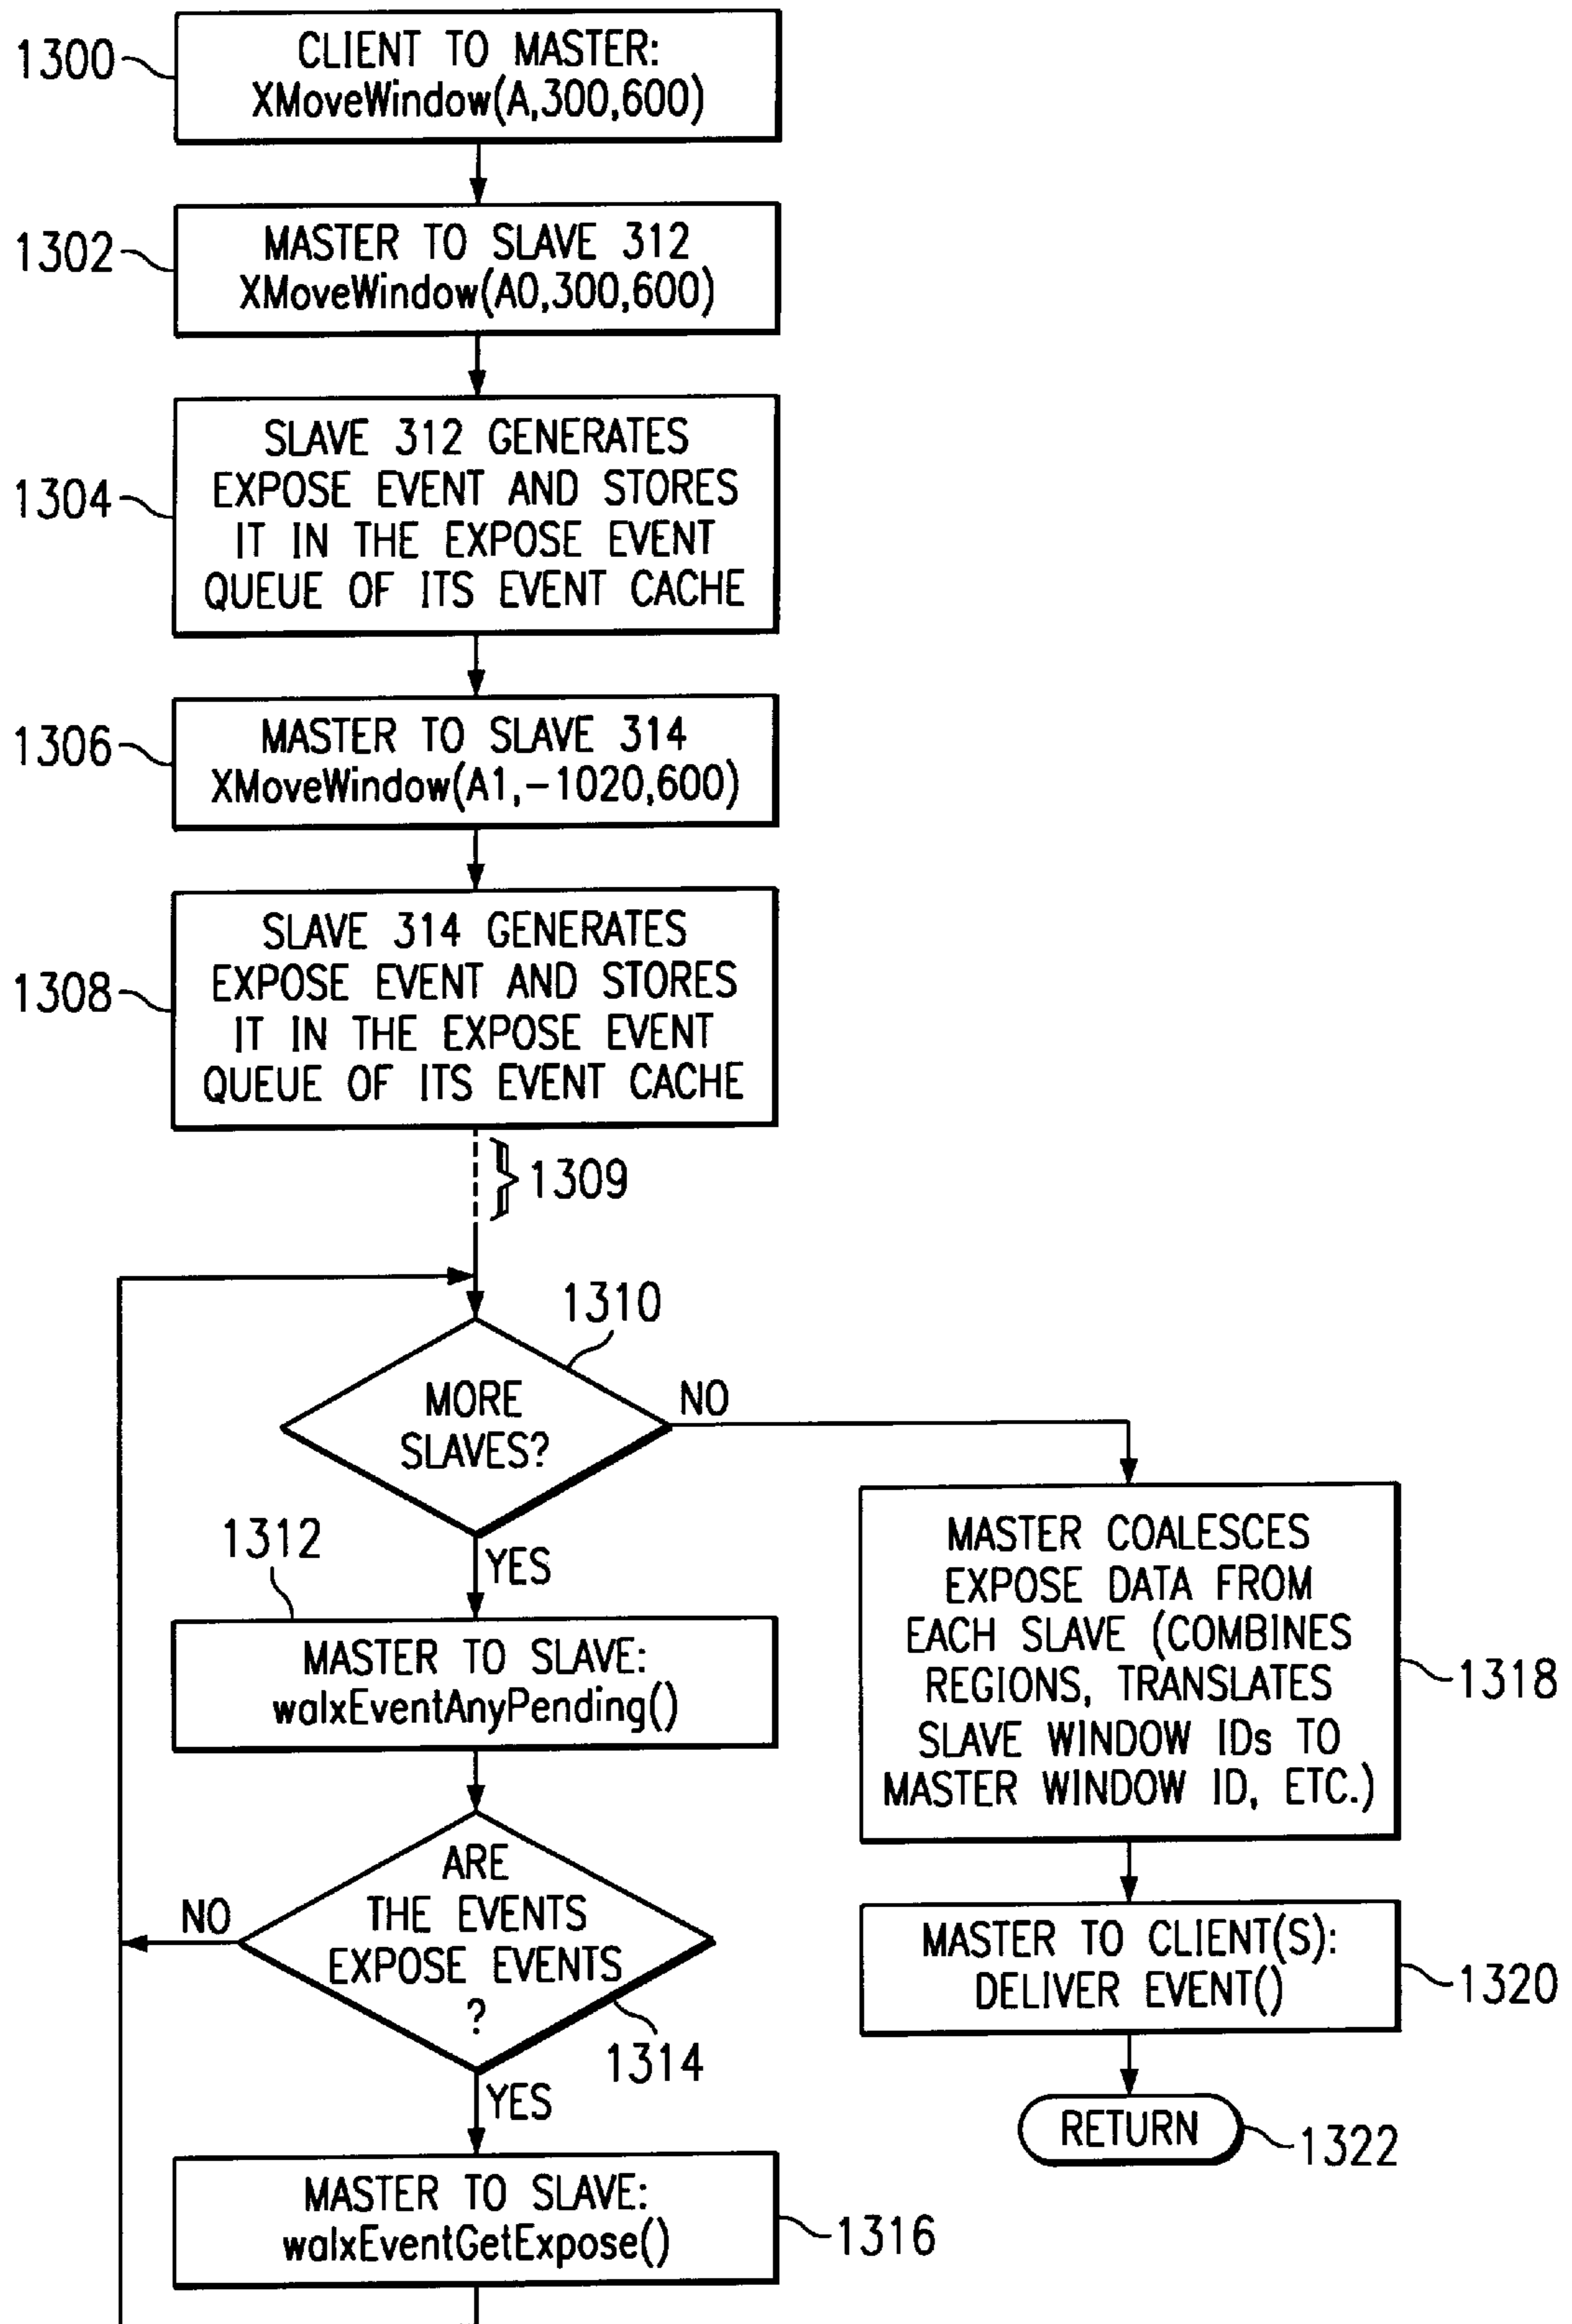 1300
CLIENT TO MASTER:
XMoveWindow(A,300,600)
1302
MASTER TO SLAVE 312
XMoveWindow(A0,300,600)
1304
SLAVE 312 GENERATES
EXPOSE EVENT AND STORES
IT IN THE EXPOSE EVENT
QUEUE OF ITS EVENT CACHE
1306
MASTER TO SLAVE 314
XMoveWindow(A1,-1020,600)
1308
SLAVE 314 GENERATES
EXPOSE EVENT AND STORES
IT IN THE EXPOSE EVENT
QUEUE OF ITS EVENT CACHE
1309
1310
MORE
SLAVES?
NO
YES
1312
MASTER TO SLAVE:
walxEventAnyPending()
ARE
THE EVENTS
EXPOSE EVENTS
?
NO
1314
YES
MASTER TO SLAVE:
walxEventGetExpose()
1316
MASTER COALESCES
EXPOSE DATA FROM
EACH SLAVE (COMBINES
REGIONS, TRANSLATES
SLAVE WINDOW IDs TO
MASTER WINDOW ID, ETC.)
1318
MASTER TO CLIENT(S):
DELIVER EVENT()
1320
RETURN
1322